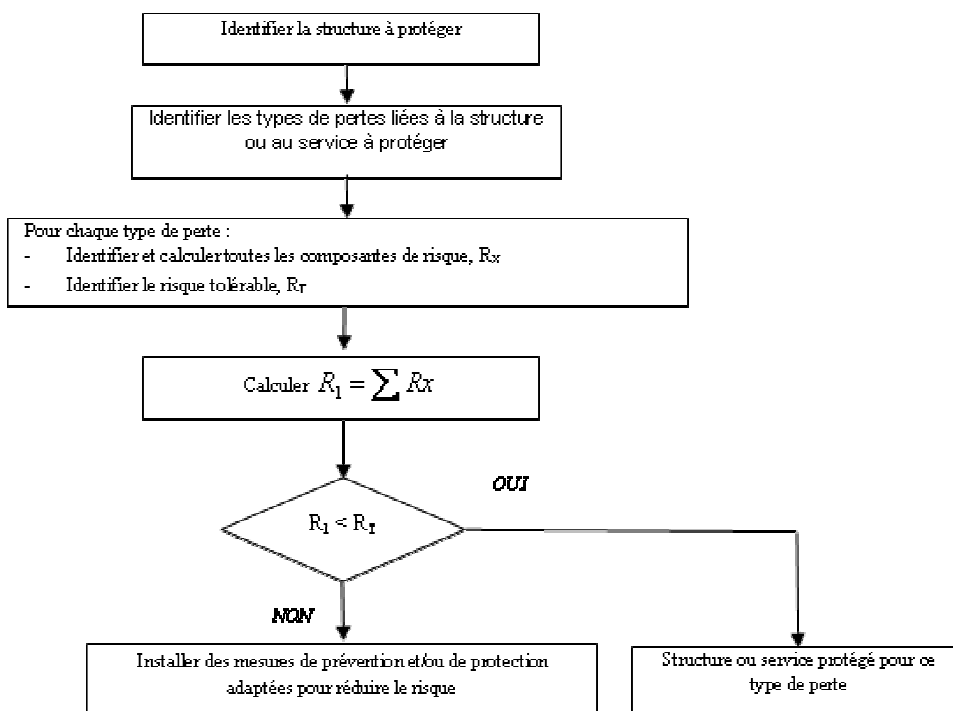 Identifier la structure à protéger
Identifier les types de pertes liées à la structure
ou au service à protéger
Pour chaque type de perte :
- Identifier et calculer toutes les composantes de risque, RX
- Identifier le risque tolérable, RT
Calculer R1 = ∑ Rx
R1 < RT
OUI
NON
Installer des mesures de prévention et/ou de protection
adaptées pour réduire le risque
Structure ou service protégé pour ce
type de perte